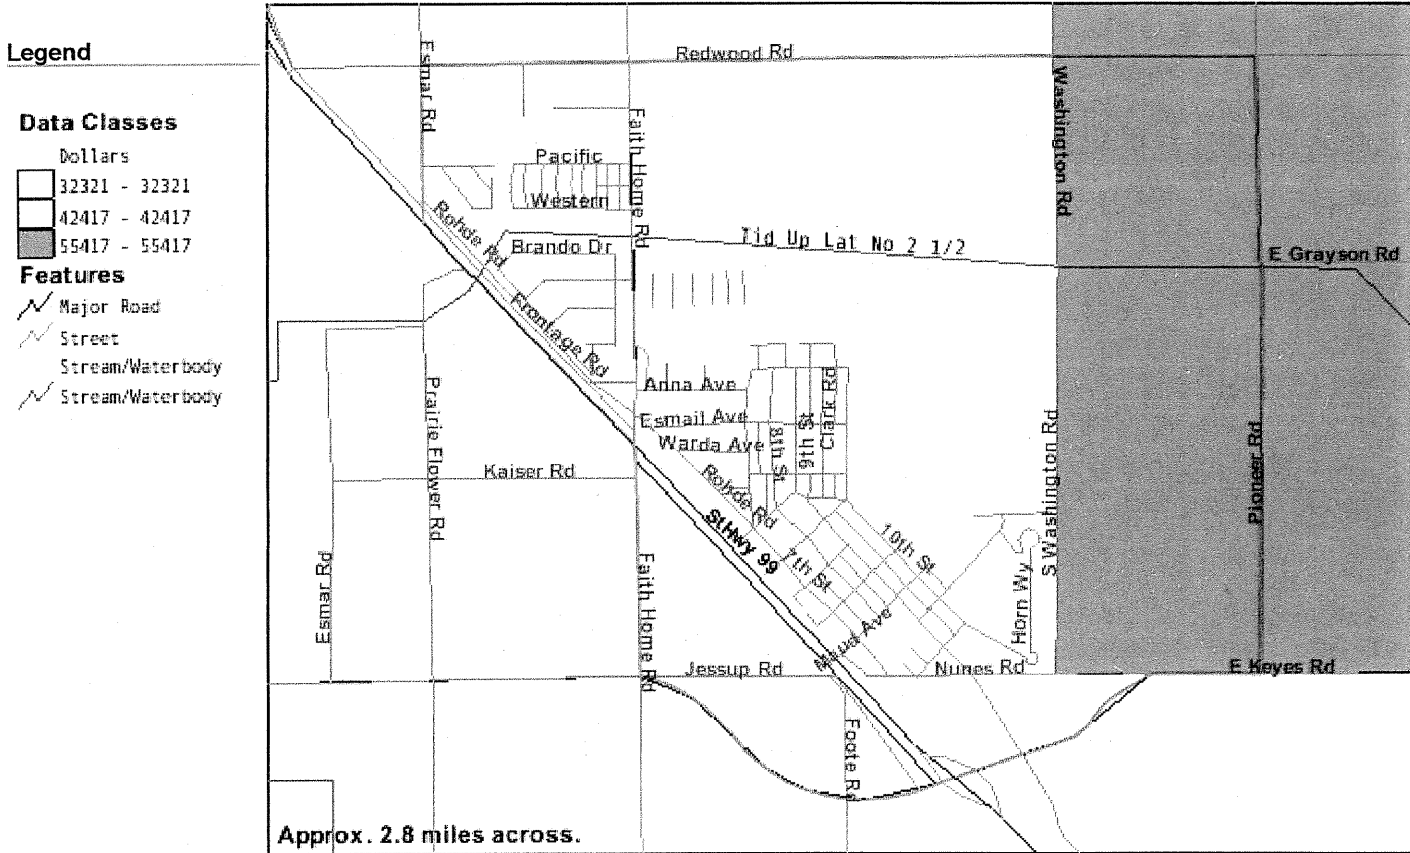 Legend
Data Classes
Dollars
32321 - 32321
42417 - 42417
55417 - 55417
Features
Major Road
Street
Stream/Waterbody
Stream/Waterbody
Redwood Rd
Esmar Rd
Faith Home Rd
Washington Rd
Pacific
Western
Rohde Rd
Brando Dr
Tid Up Lat No 2 1/2
E Grayson Rd
Frontage Rd
Prairie Flower Rd
Anna Ave
Esmail Ave
Warda Ave
8th St
9th St
Clark Rd
Kaiser Rd
Rohde Rd
St Hwy 99
7th St
10th St
S Washington Rd
Pioneer Rd
Esmar Rd
Faith Home Rd
Maud Ave
Horn Wy
Jessup Rd
Nunes Rd
E Keyes Rd
Foote Rd
Approx. 2.8 miles across.